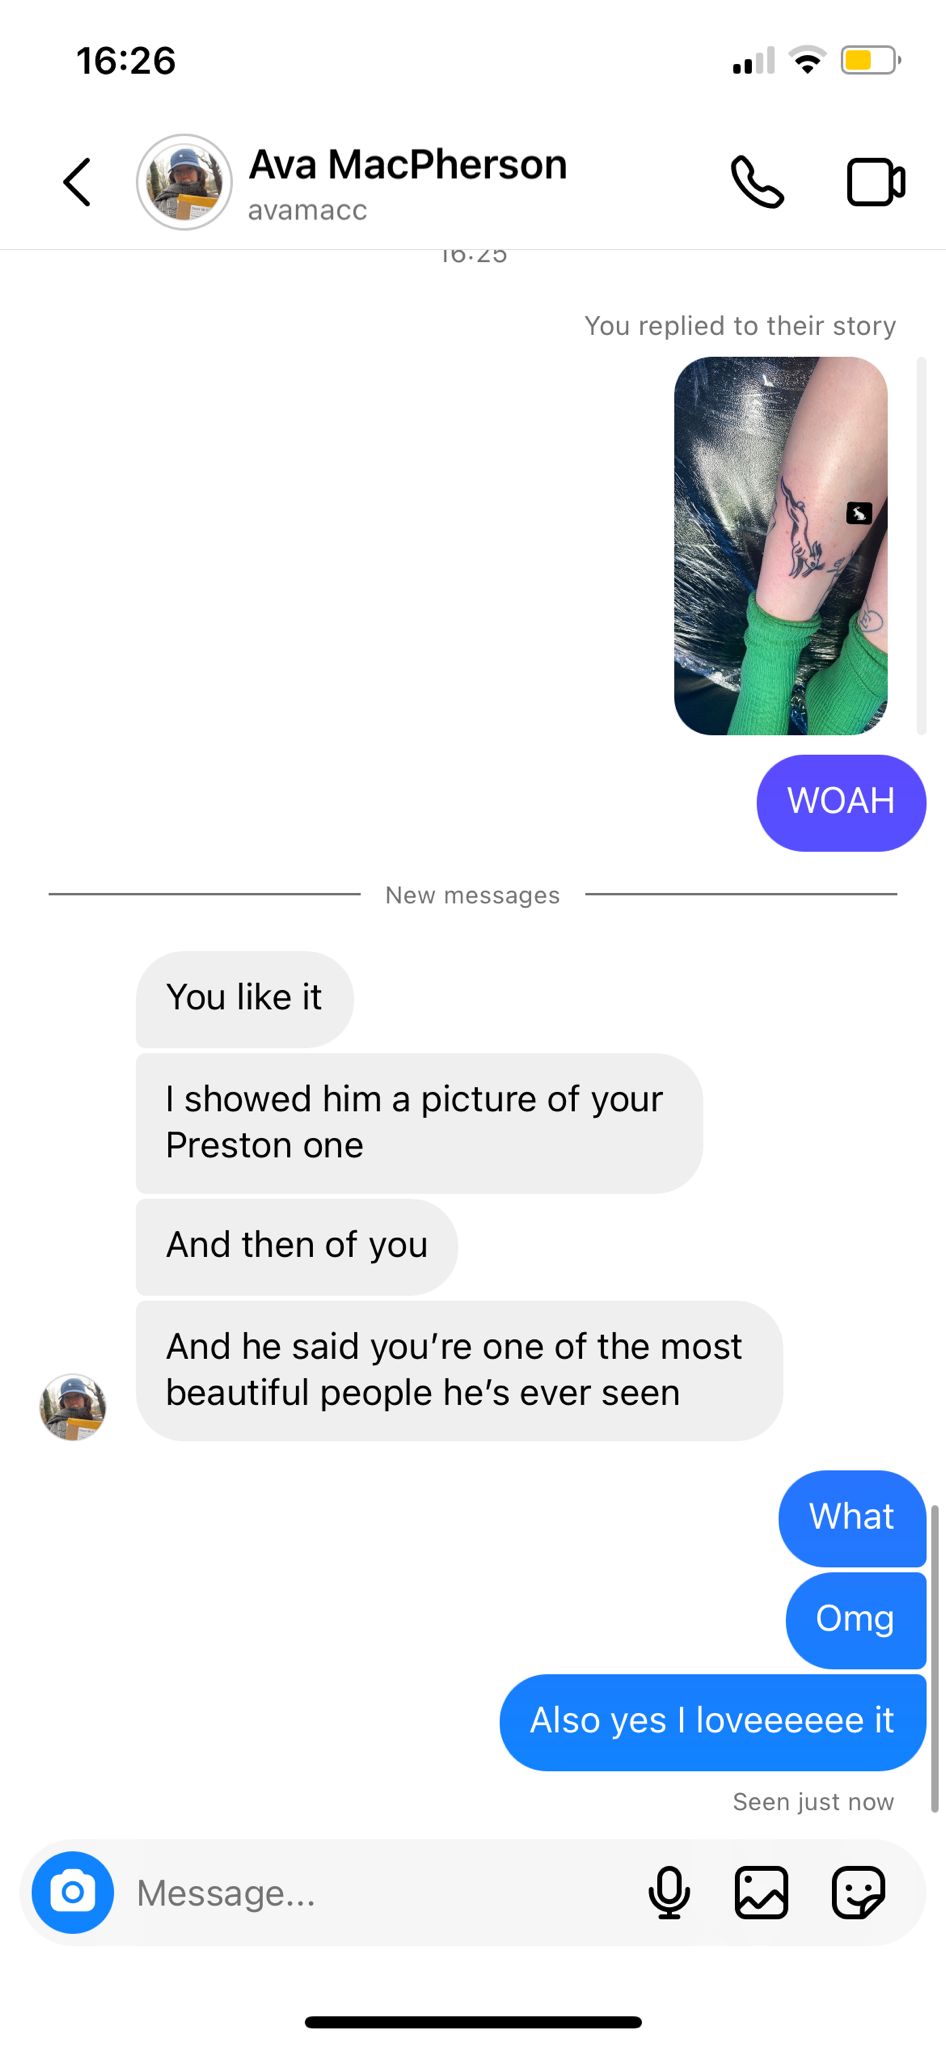 16:26
Ava MacPherson
avamacc
16:25
You replied to their story
WOAH
New messages
You like it
I showed him a picture of your
Preston one
And then of you
And he said you’re one of the most
beautiful people he’s ever seen
What
Omg
Also yes I loveeeeee it
Seen just now
Message...